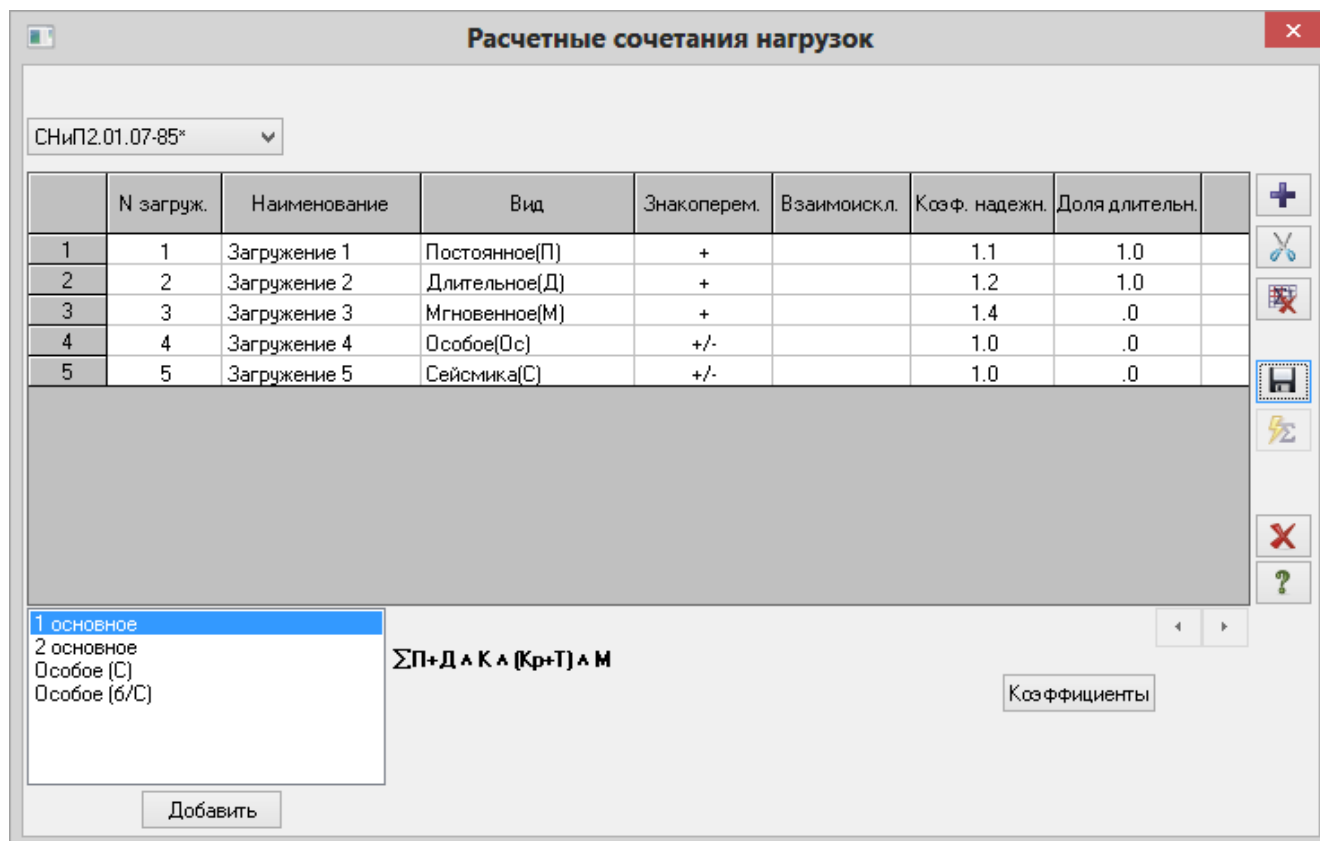 Расчетные сочетания нагрузок
СНиП2.01.07-85*
N загруж. Наименование Вид Знакоперем. Взаимоискл. Коэф. надежн. Доля длительн.
1 1 Загружение 1 Постоянное(П) + 1.1 1.0
2 2 Загружение 2 Длительное(Д) + 1.2 1.0
3 3 Загружение 3 Мгновенное(М) + 1.4 .0
4 4 Загружение 4 Особое(Ос) +/- 1.0 .0
5 5 Загружение 5 Сейсмика(С) +/- 1.0 .0
1 основное
2 основное
Особое (С)
Особое (б/С)
∑П+Д ∧ К ∧ (Кр+Т) ∧ М
Коэффициенты
Добавить